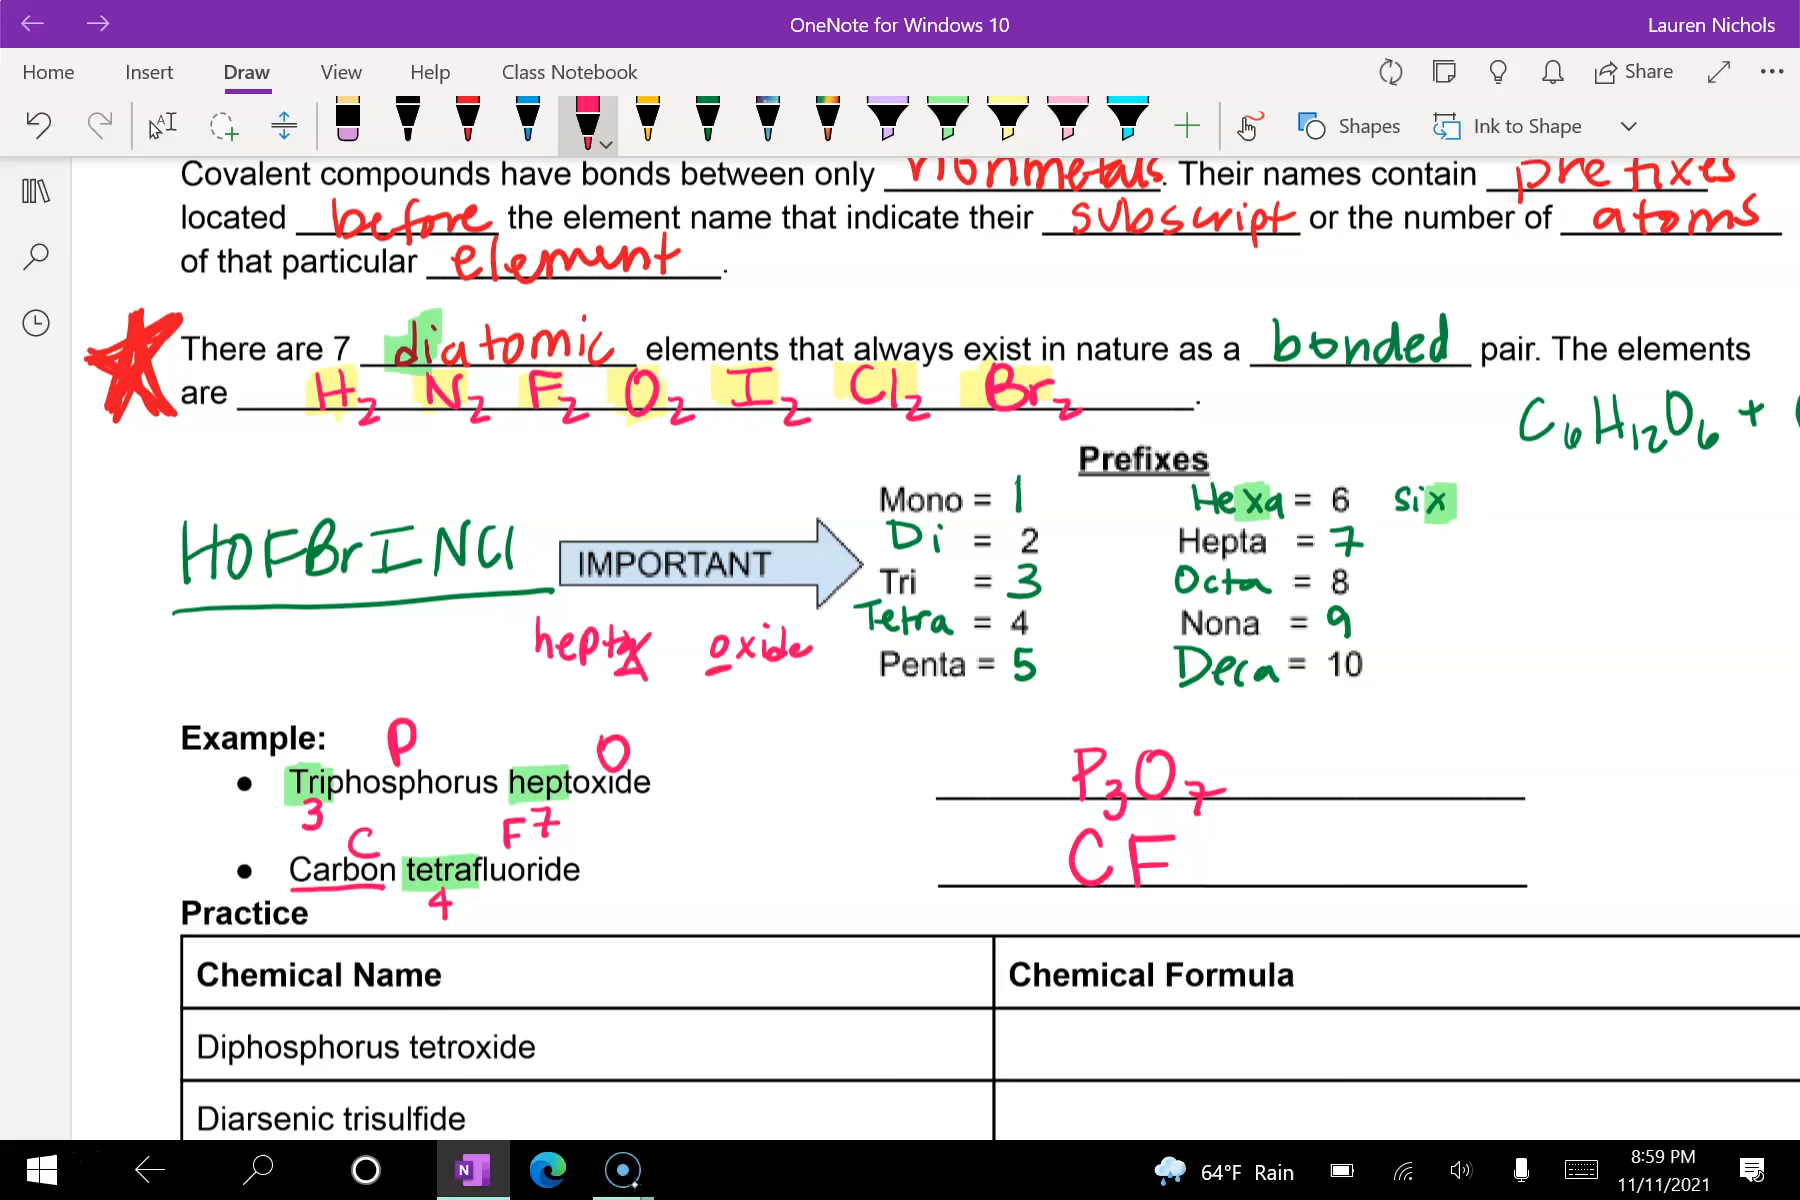 OneNote for Windows 10
Lauren Nichols
Home Insert Draw View Help Class Notebook Share
Shapes Ink to Shape
Covalent compounds have bonds between only nonmetals. Their names contain prefixes
located before the element name that indicate their subscript or the number of atoms
of that particular element.
There are 7 diatomic elements that always exist in nature as a bonded pair. The elements
are H2 N2 F2 O2 I2 Cl2 Br2.
C6H12O6 +
Prefixes
Mono = 1 Hexa = 6 six
Di = 2 Hepta = 7
Tri = 3 Octa = 8
Tetra = 4 Nona = 9
Penta = 5 Deca = 10
HOFBrINCl
IMPORTANT
hepta oxide
Example:
P O
• Triphosphorus heptoxide P3O7
3 7
C F
• Carbon tetrafluoride CF
4
Practice
Chemical Name Chemical Formula
Diphosphorus tetroxide
Diarsenic trisulfide
64°F Rain
8:59 PM
11/11/2021